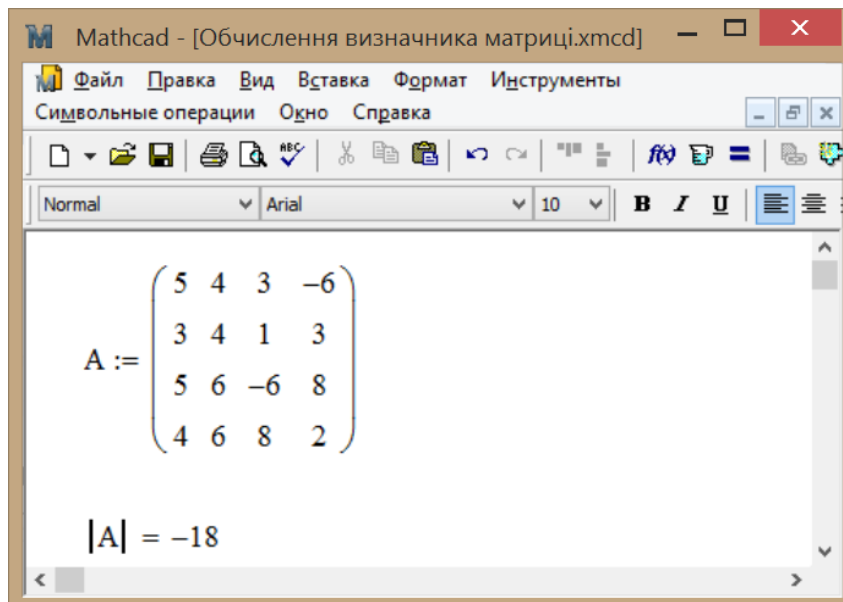 Mathcad - [Обчислення визначника матриці.xmcd]
Файл Правка Вид Вставка Формат Инструменты
Символьные операции Окно Справка
Normal Arial 10 B I U
5 4 3 −6
3 4 1 3
A :=
5 6 −6 8
4 6 8 2
|A| = −18